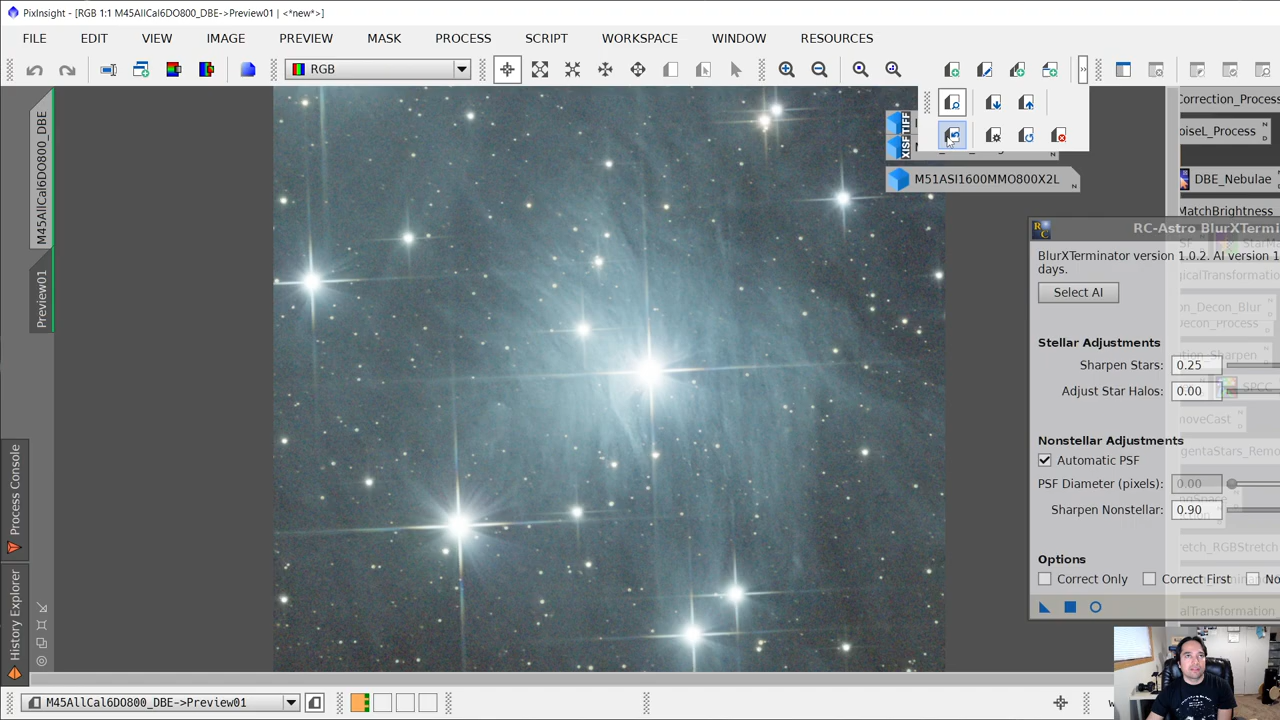 PixInsight - [RGB 1:1 M45AllCal6DO800_DBE->Preview01 | <*new*>]
FILE EDIT VIEW IMAGE PREVIEW MASK PROCESS SCRIPT WORKSPACE WINDOW RESOURCES
RGB
M45AllCal6DO800_DBE
Preview01
Correction_Process
TIFF
oiseL_Process
XISF
M51ASI1600MMO800X2L
DBE_Nebulae
MatchBrightness
RC-Astro BlurXTermi
BlurXTerminator version 1.0.2. AI version 1
days.
Select AI
Stellar Adjustments
Sharpen Stars: 0.25
Adjust Star Halos: 0.00
Nonstellar Adjustments
Automatic PSF
PSF Diameter (pixels): 0.00
Sharpen Nonstellar: 0.90
Options
Correct Only Correct First No
Process Console
History Explorer
M45AllCal6DO800_DBE->Preview01